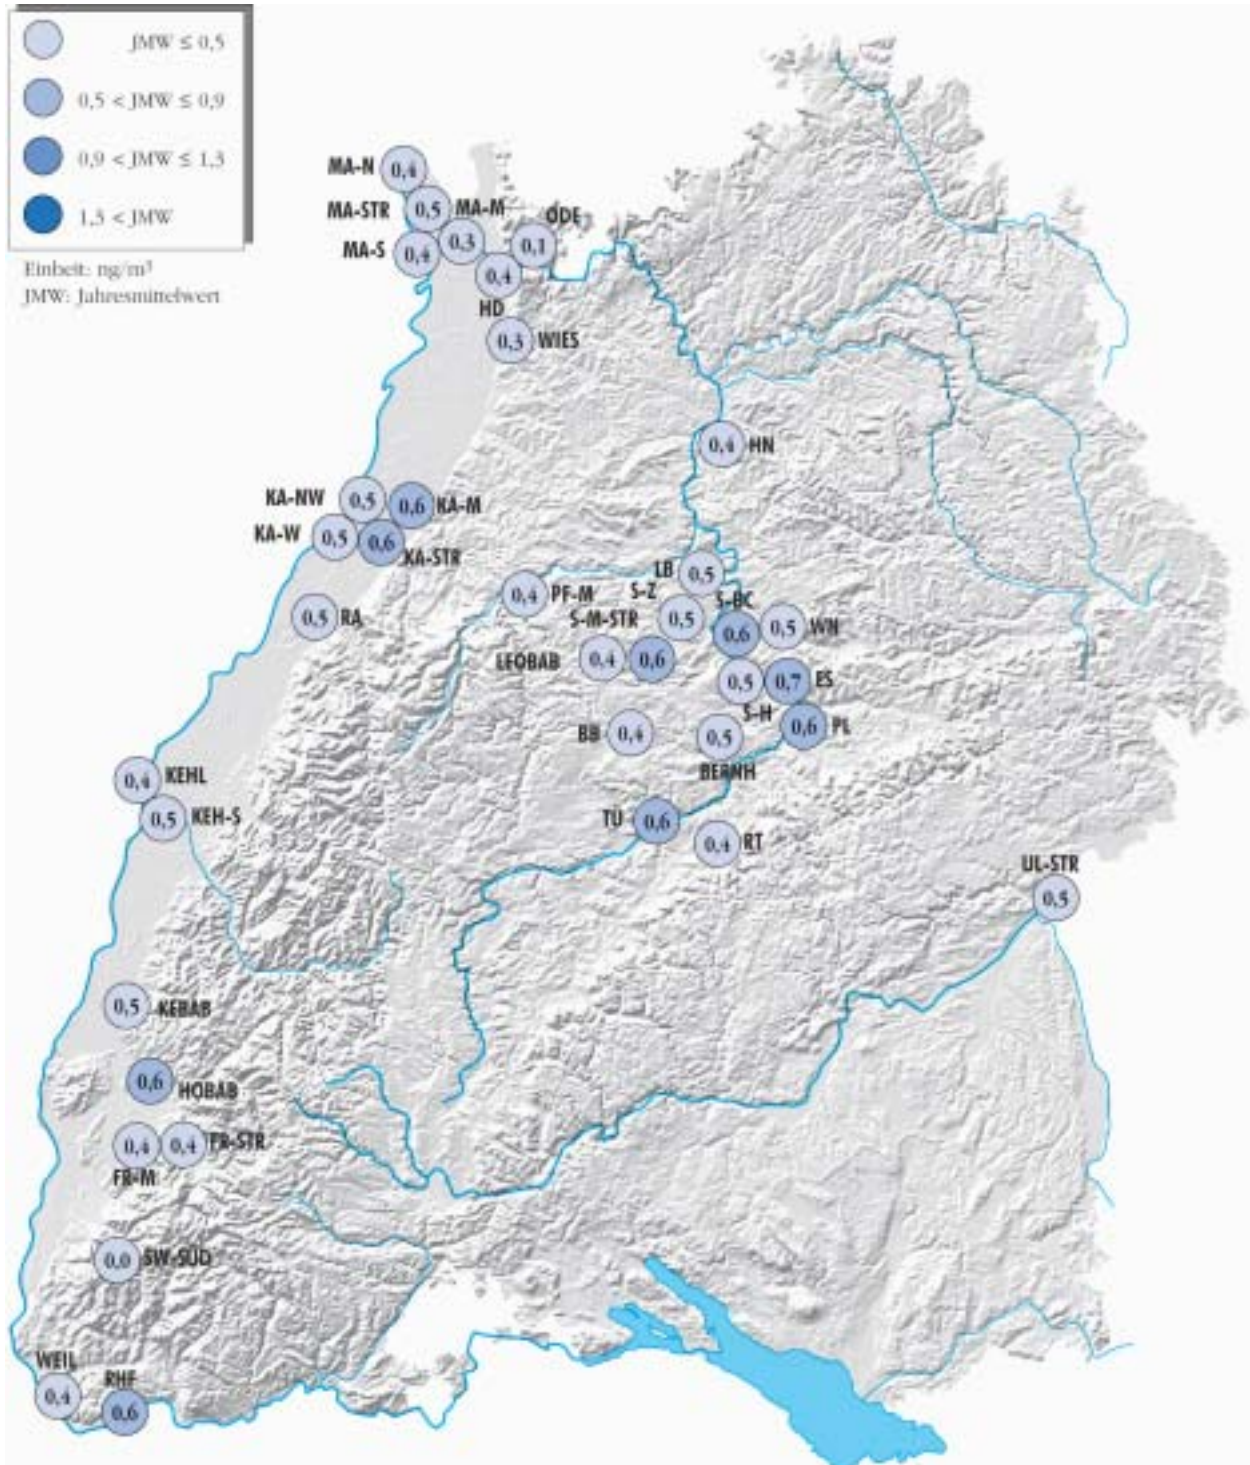 JMW ≤ 0,5
0,5 < JMW ≤ 0,9
0,9 < JMW ≤ 1,3
1,3 < JMW
Einheit: ng/m³
JMW: Jahresmittelwert
MA-N 0,4
MA-STR 0,5 MA-M 0,3
ODE 0,1
MA-S 0,4
0,4 HD
0,3 WIES
0,4 HN
KA-NW 0,5
0,6 KA-M
KA-W 0,5
0,6 KA-STR
LB 0,5
0,4 PF-M
S-Z 0,5
S-BC 0,6
0,5 WN
0,5 RA
S-M-STR 0,6
LEOBAB 0,4
0,5 S-H
0,7 ES
0,6 PL
BB 0,4
0,5 BERNH
0,4 KEHL
0,5 KEH-S
TÜ 0,6
0,4 RT
UL-STR 0,5
0,5 KEBAB
0,6 HOBAB
0,4 FR-M
0,4 FR-STR
0,0 SW-SÜD
WEIL 0,4
RHF 0,6